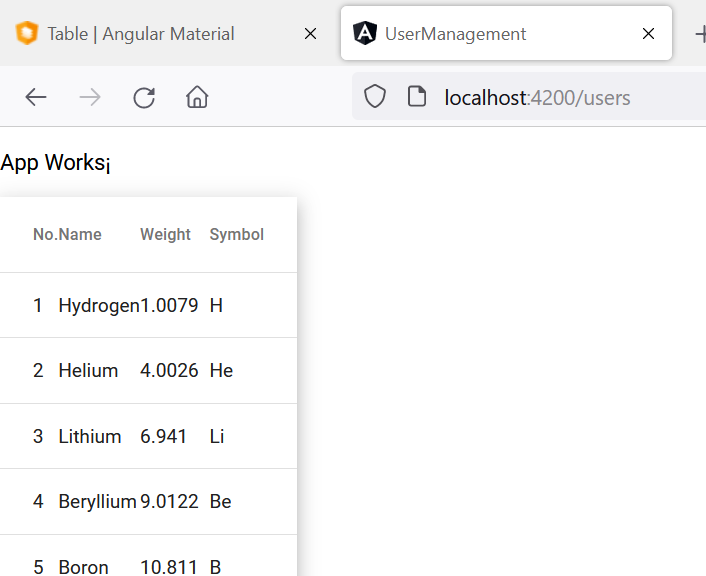 Table | Angular Material
UserManagement
localhost:4200/users
App Works¡
No. Name Weight Symbol
1 Hydrogen 1.0079 H
2 Helium 4.0026 He
3 Lithium 6.941 Li
4 Beryllium 9.0122 Be
5 Boron 10.811 B